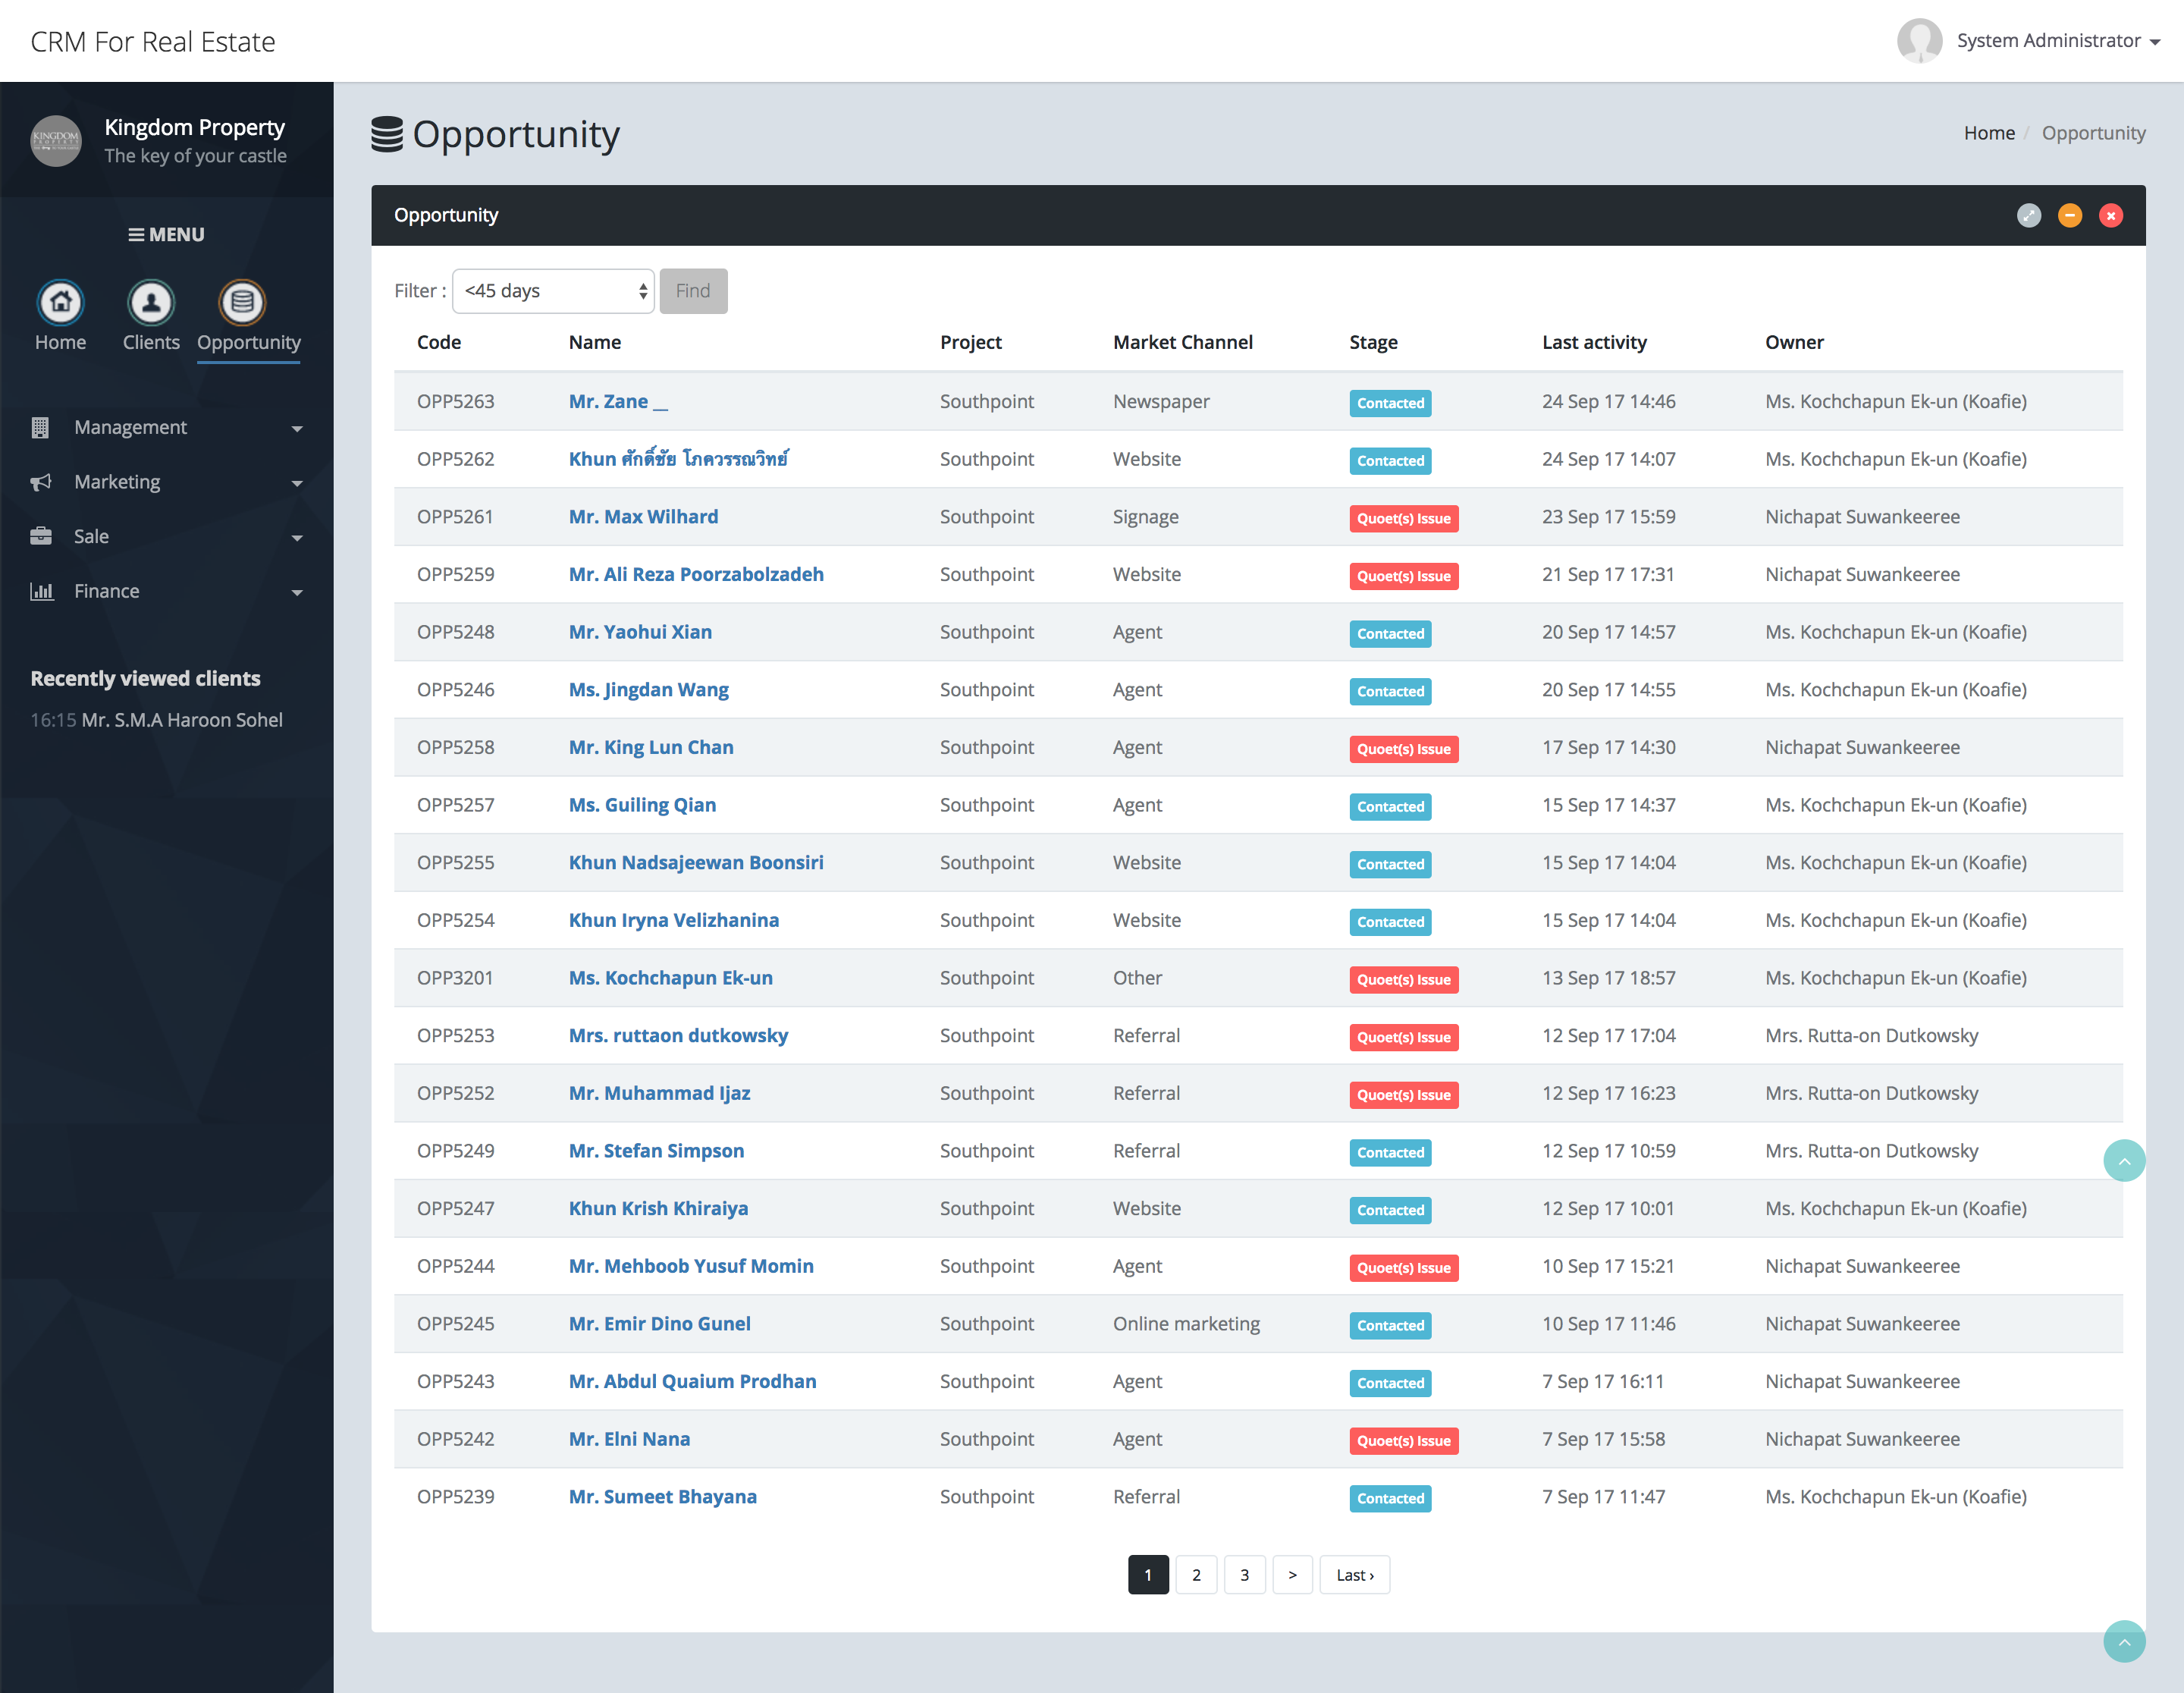 CRM For Real Estate
System Administrator
KINGDOM
PROPERTY
Kingdom Property
The key of your castle
MENU
Home
Clients
Opportunity
Management
Marketing
Sale
Finance
Recently viewed clients
16:15 Mr. S.M.A Haroon Sohel
Opportunity
Home / Opportunity
Opportunity
Filter : <45 days Find
Code Name Project Market Channel Stage Last activity Owner
OPP5263 Mr. Zane __ Southpoint Newspaper Contacted 24 Sep 17 14:46 Ms. Kochchapun Ek-un (Koafie)
OPP5262 Khun ศักดิ์ชัย โภควรรณวิทย์ Southpoint Website Contacted 24 Sep 17 14:07 Ms. Kochchapun Ek-un (Koafie)
OPP5261 Mr. Max Wilhard Southpoint Signage Quoet(s) Issue 23 Sep 17 15:59 Nichapat Suwankeeree
OPP5259 Mr. Ali Reza Poorzabolzadeh Southpoint Website Quoet(s) Issue 21 Sep 17 17:31 Nichapat Suwankeeree
OPP5248 Mr. Yaohui Xian Southpoint Agent Contacted 20 Sep 17 14:57 Ms. Kochchapun Ek-un (Koafie)
OPP5246 Ms. Jingdan Wang Southpoint Agent Contacted 20 Sep 17 14:55 Ms. Kochchapun Ek-un (Koafie)
OPP5258 Mr. King Lun Chan Southpoint Agent Quoet(s) Issue 17 Sep 17 14:30 Nichapat Suwankeeree
OPP5257 Ms. Guiling Qian Southpoint Agent Contacted 15 Sep 17 14:37 Ms. Kochchapun Ek-un (Koafie)
OPP5255 Khun Nadsajeewan Boonsiri Southpoint Website Contacted 15 Sep 17 14:04 Ms. Kochchapun Ek-un (Koafie)
OPP5254 Khun Iryna Velizhanina Southpoint Website Contacted 15 Sep 17 14:04 Ms. Kochchapun Ek-un (Koafie)
OPP3201 Ms. Kochchapun Ek-un Southpoint Other Quoet(s) Issue 13 Sep 17 18:57 Ms. Kochchapun Ek-un (Koafie)
OPP5253 Mrs. ruttaon dutkowsky Southpoint Referral Quoet(s) Issue 12 Sep 17 17:04 Mrs. Rutta-on Dutkowsky
OPP5252 Mr. Muhammad Ijaz Southpoint Referral Quoet(s) Issue 12 Sep 17 16:23 Mrs. Rutta-on Dutkowsky
OPP5249 Mr. Stefan Simpson Southpoint Referral Contacted 12 Sep 17 10:59 Mrs. Rutta-on Dutkowsky
OPP5247 Khun Krish Khiraiya Southpoint Website Contacted 12 Sep 17 10:01 Ms. Kochchapun Ek-un (Koafie)
OPP5244 Mr. Mehboob Yusuf Momin Southpoint Agent Quoet(s) Issue 10 Sep 17 15:21 Nichapat Suwankeeree
OPP5245 Mr. Emir Dino Gunel Southpoint Online marketing Contacted 10 Sep 17 11:46 Nichapat Suwankeeree
OPP5243 Mr. Abdul Quaium Prodhan Southpoint Agent Contacted 7 Sep 17 16:11 Nichapat Suwankeeree
OPP5242 Mr. Elni Nana Southpoint Agent Quoet(s) Issue 7 Sep 17 15:58 Nichapat Suwankeeree
OPP5239 Mr. Sumeet Bhayana Southpoint Referral Contacted 7 Sep 17 11:47 Ms. Kochchapun Ek-un (Koafie)
1 2 3 > Last ›